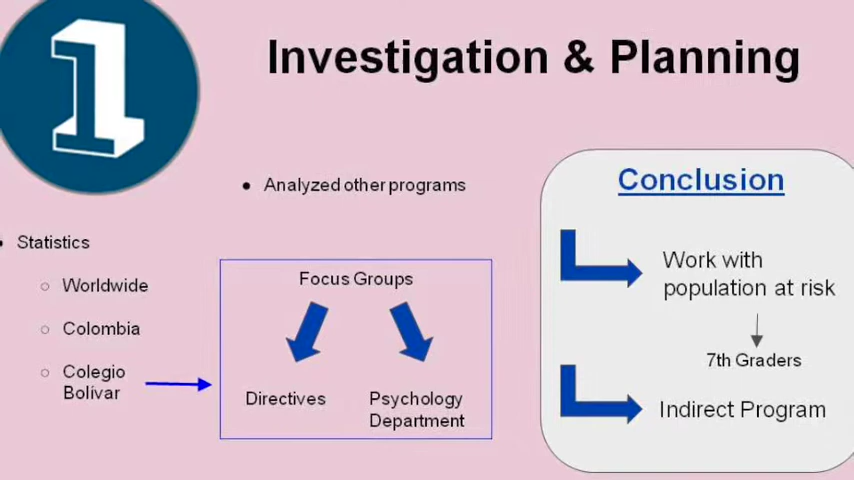 1
Investigation & Planning
Analyzed other programs
Statistics
Worldwide
Colombia
Colegio
Bolívar
Focus Groups
Directives
Psychology
Department
Conclusion
Work with
population at risk
7th Graders
Indirect Program